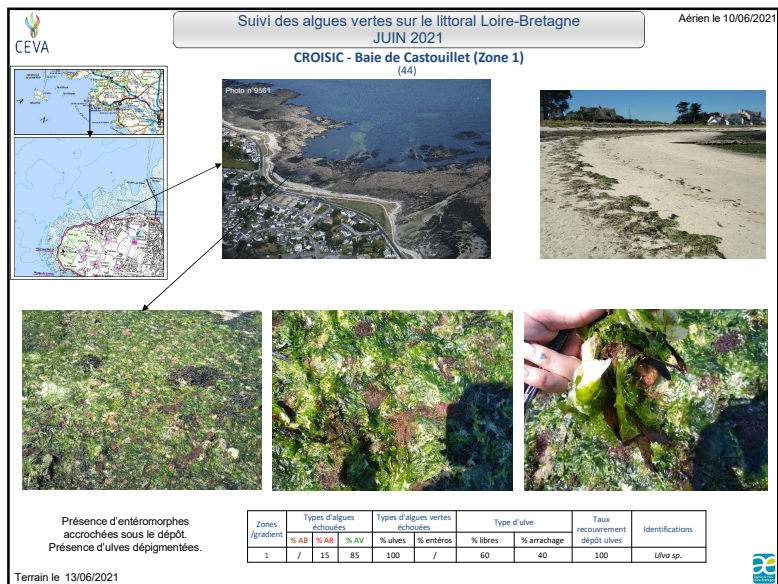 CEVA
Suivi des algues vertes sur le littoral Loire-Bretagne
JUIN 2021
Aérien le 10/06/2021
CROISIC - Baie de Castouillet (Zone 1)
(44)
Photo n°9561
Présence d'entéromorphes
accrochées sous le dépôt.
Présence d'ulves dépigmentées.
Zones /gradient | Types d'algues échouées | Types d'algues vertes échouées | Type d'ulve | Taux recouvrement dépôt ulves | Identifications
% AB | % AR | % AV | % ulves | % entéros | % libres | % arrachage
1 | / | 15 | 85 | 100 | / | 60 | 40 | 100 | Ulva sp.
Terrain le 13/06/2021